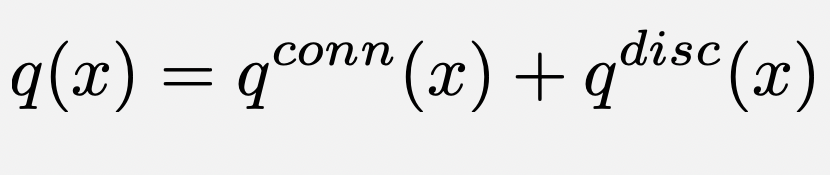 q(x) = q^{conn}(x) + q^{disc}(x)